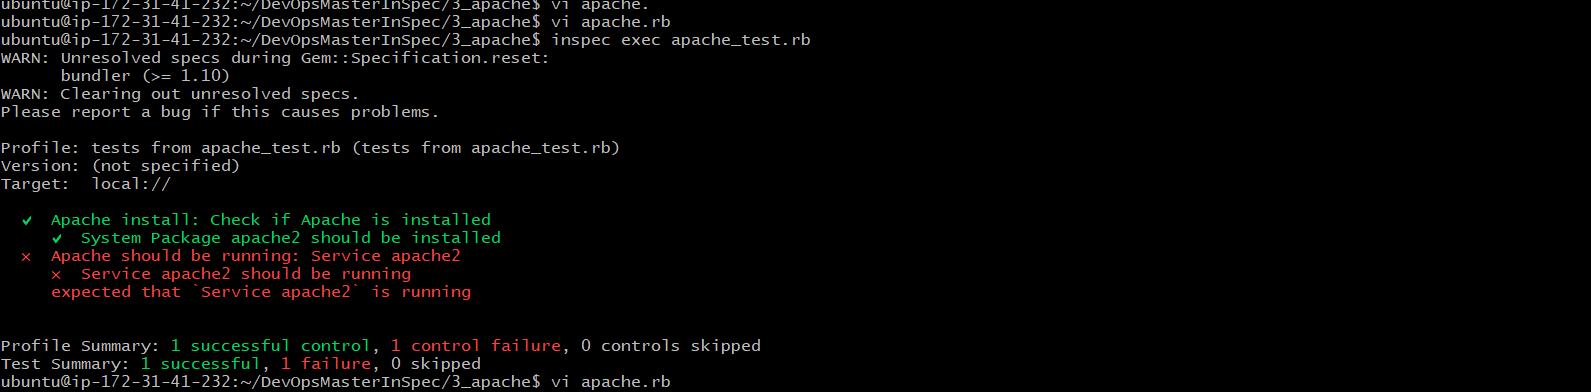 ubuntu@ip-172-31-41-232:~/DevOpsMasterInSpec/3_apache$ vi apache.
ubuntu@ip-172-31-41-232:~/DevOpsMasterInSpec/3_apache$ vi apache.rb
ubuntu@ip-172-31-41-232:~/DevOpsMasterInSpec/3_apache$ inspec exec apache_test.rb
WARN: Unresolved specs during Gem::Specification.reset:
      bundler (>= 1.10)
WARN: Clearing out unresolved specs.
Please report a bug if this causes problems.

Profile: tests from apache_test.rb (tests from apache_test.rb)
Version: (not specified)
Target:  local://

  ✔  Apache install: Check if Apache is installed
     ✔  System Package apache2 should be installed
  ×  Apache should be running: Service apache2
     ×  Service apache2 should be running
     expected that `Service apache2` is running


Profile Summary: 1 successful control, 1 control failure, 0 controls skipped
Test Summary: 1 successful, 1 failure, 0 skipped
ubuntu@ip-172-31-41-232:~/DevOpsMasterInSpec/3_apache$ vi apache.rb